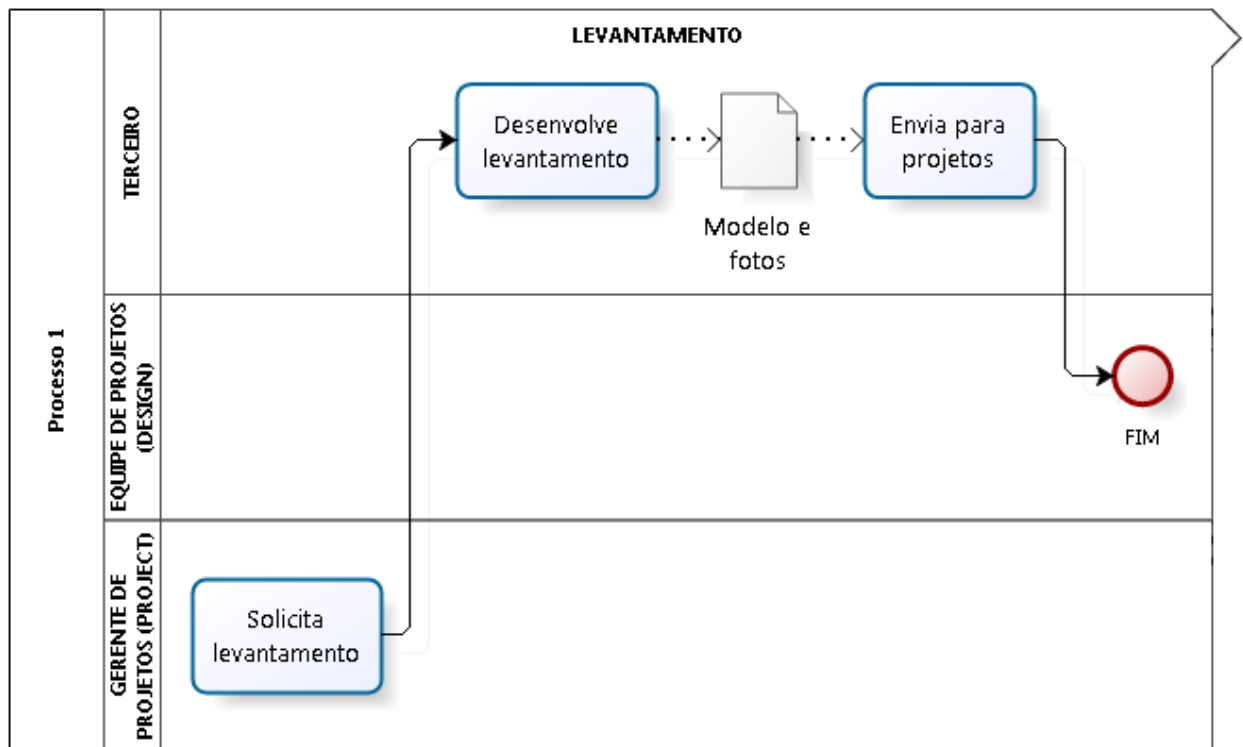 LEVANTAMENTO
Processo 1
TERCEIRO
Desenvolve
levantamento
Modelo e
fotos
Envia para
projetos
EQUIPE DE PROJETOS
(DESIGN)
FIM
GERENTE DE
PROJETOS (PROJECT)
Solicita
levantamento